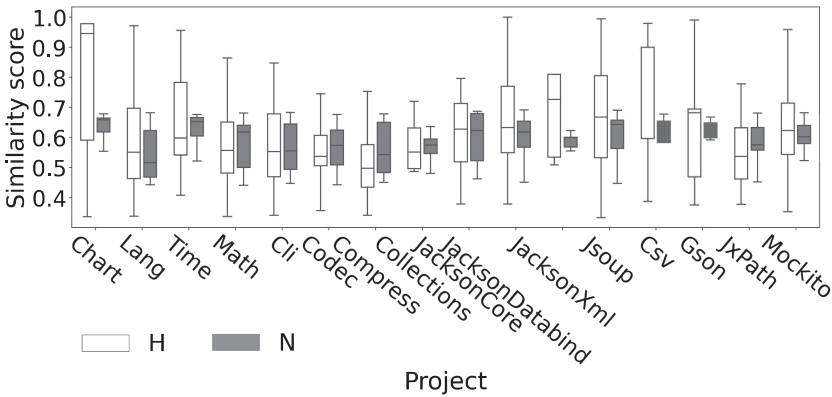 Similarity score
1.0
0.9
0.8
0.7
0.6
0.5
0.4
Chart
Lang
Time
Math
Cli
Codec
Compress
Collections
JacksonCore
JacksonDatabind
JacksonXml
Jsoup
Csv
Gson
JxPath
Mockito
H
N
Project